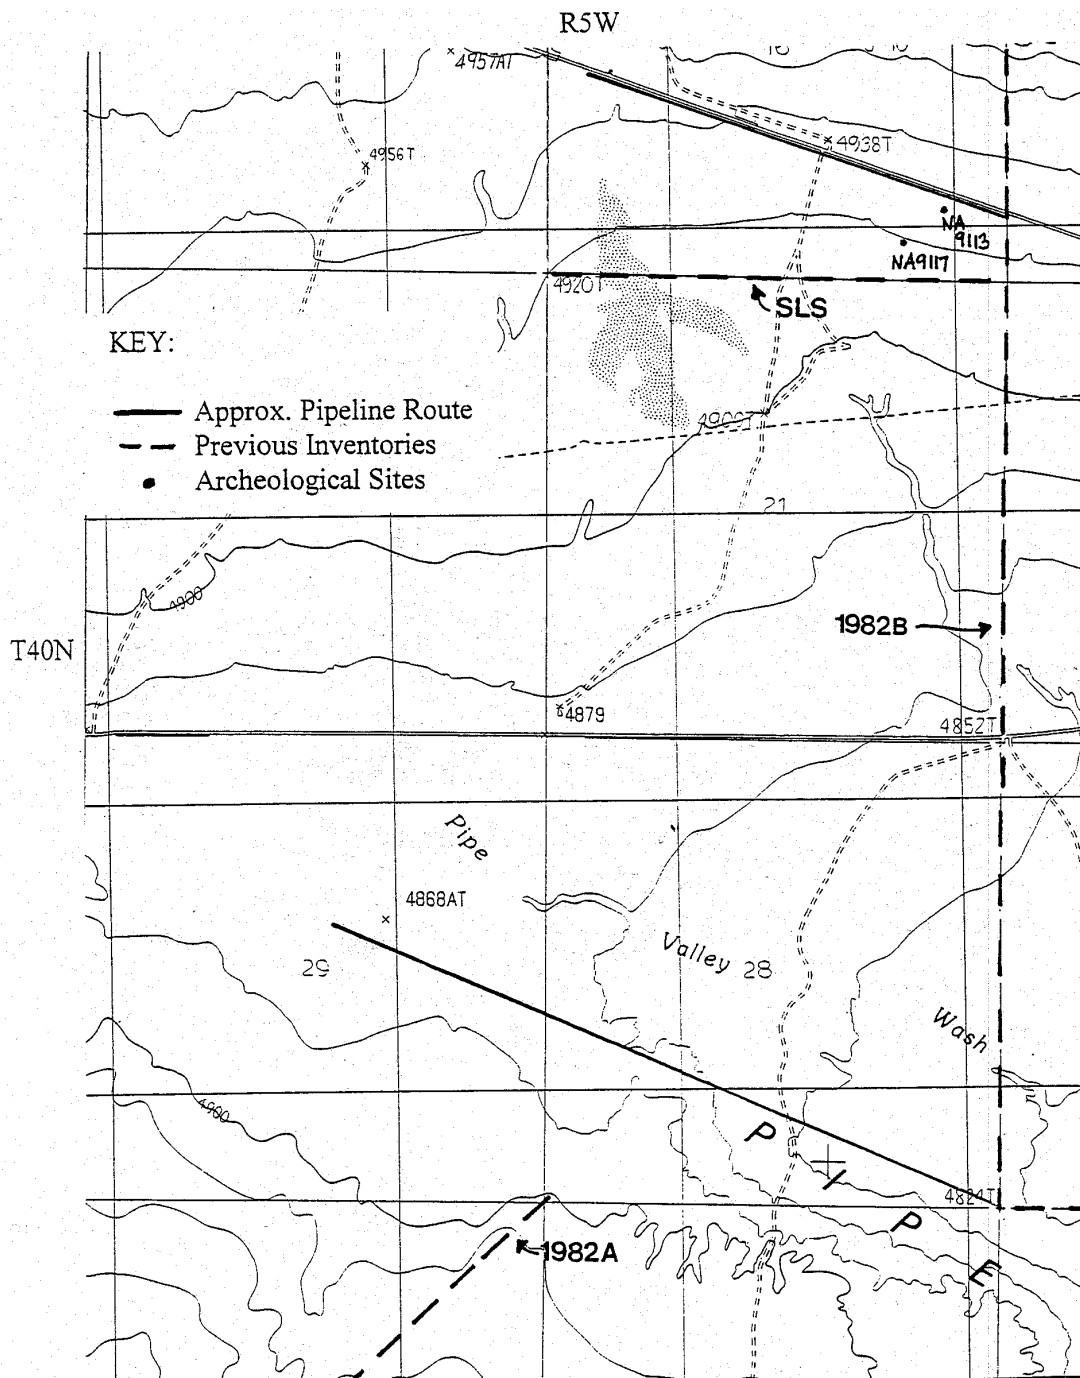 R5W
4957AT
4956T
4938T
NA
9113
NA9117
4920T
SLS
KEY:
Approx. Pipeline Route
Previous Inventories
Archeological Sites
21
4900
1982B
T40N
4879
4852T
Pipe
4868AT
Valley 28
29
Wash
4900
P
I
4824T
P
1982A
E